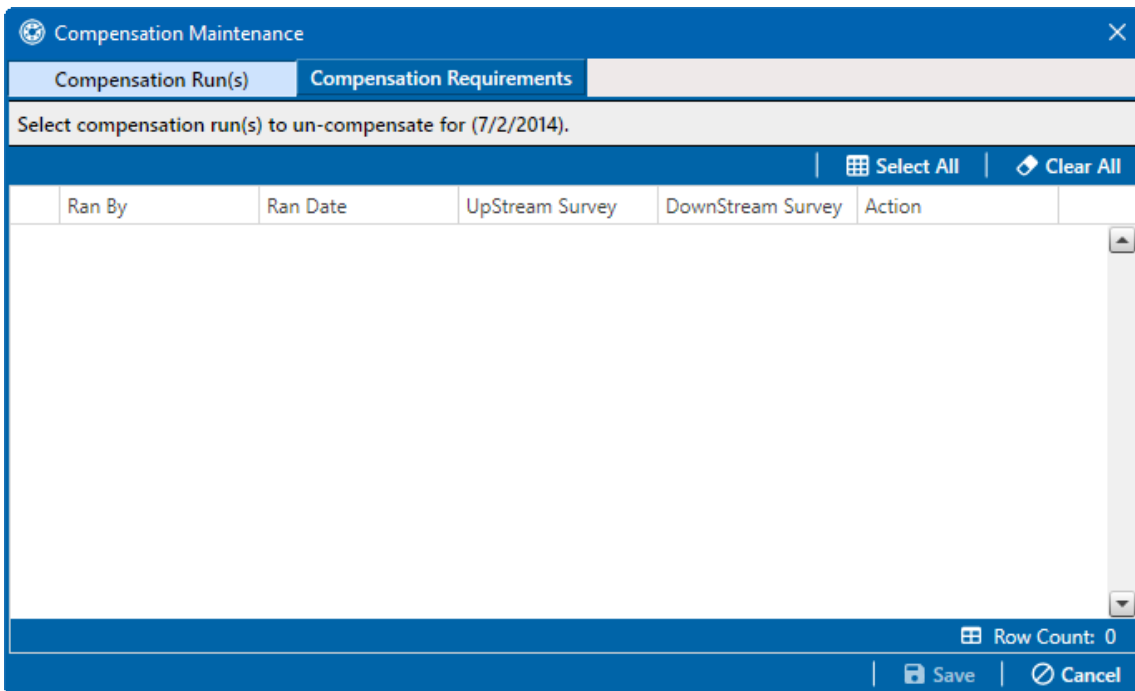 Compensation Maintenance
Compensation Run(s) Compensation Requirements
Select compensation run(s) to un-compensate for (7/2/2014).
Select All Clear All
Ran By Ran Date UpStream Survey DownStream Survey Action
Row Count: 0
Save Cancel